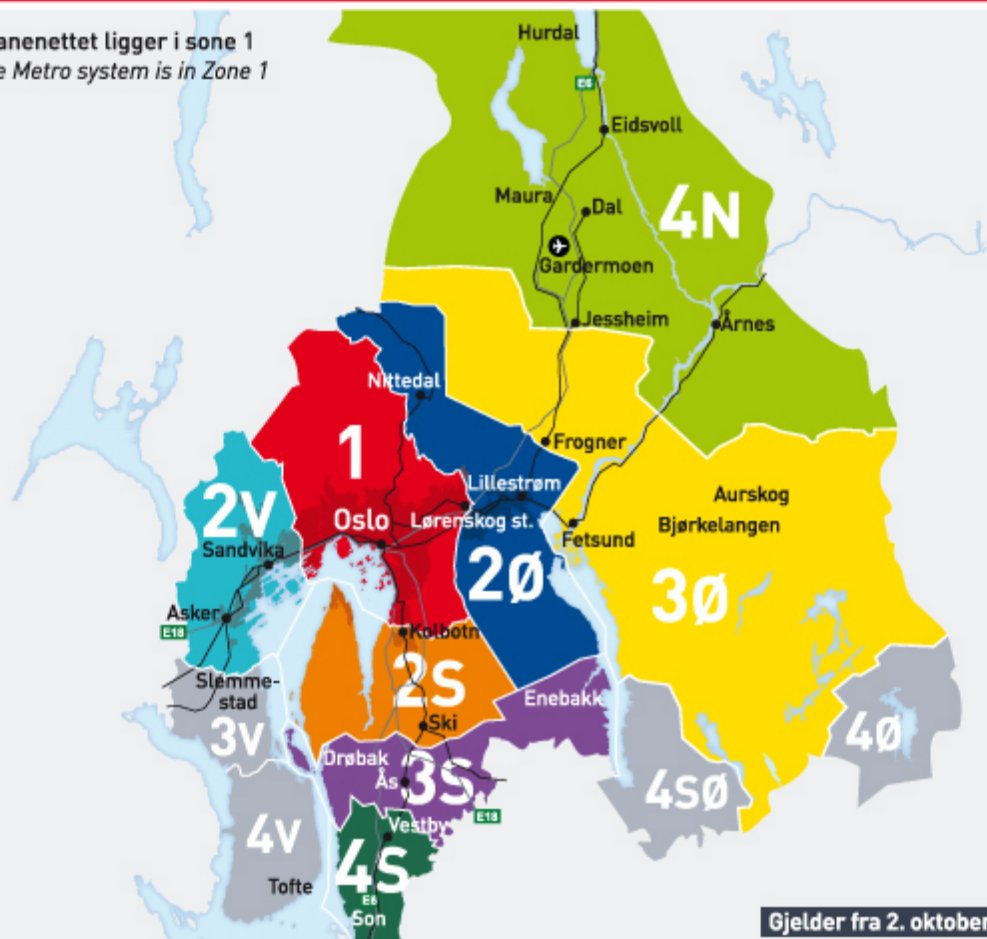 anenettet ligger i sone 1
e Metro system is in Zone 1
Hurdal
E6
Eidsvoll
Maura
Dal
4N
Gardermoen
Jessheim
Årnes
Nittedal
1
Frogner
Lillestrøm
2V
Aurskog
Oslo
Lørenskog st.
Bjørkelangen
Fetsund
Sandvika
2Ø
3Ø
Asker
E18
Kolbotn
Slemme-
stad
2S
Enebakk
Ski
3V
4Ø
Drøbak
Ås
3S
4SØ
E18
Vestby
4V
4S
Tofte
E6
Son
Gjelder fra 2. oktober